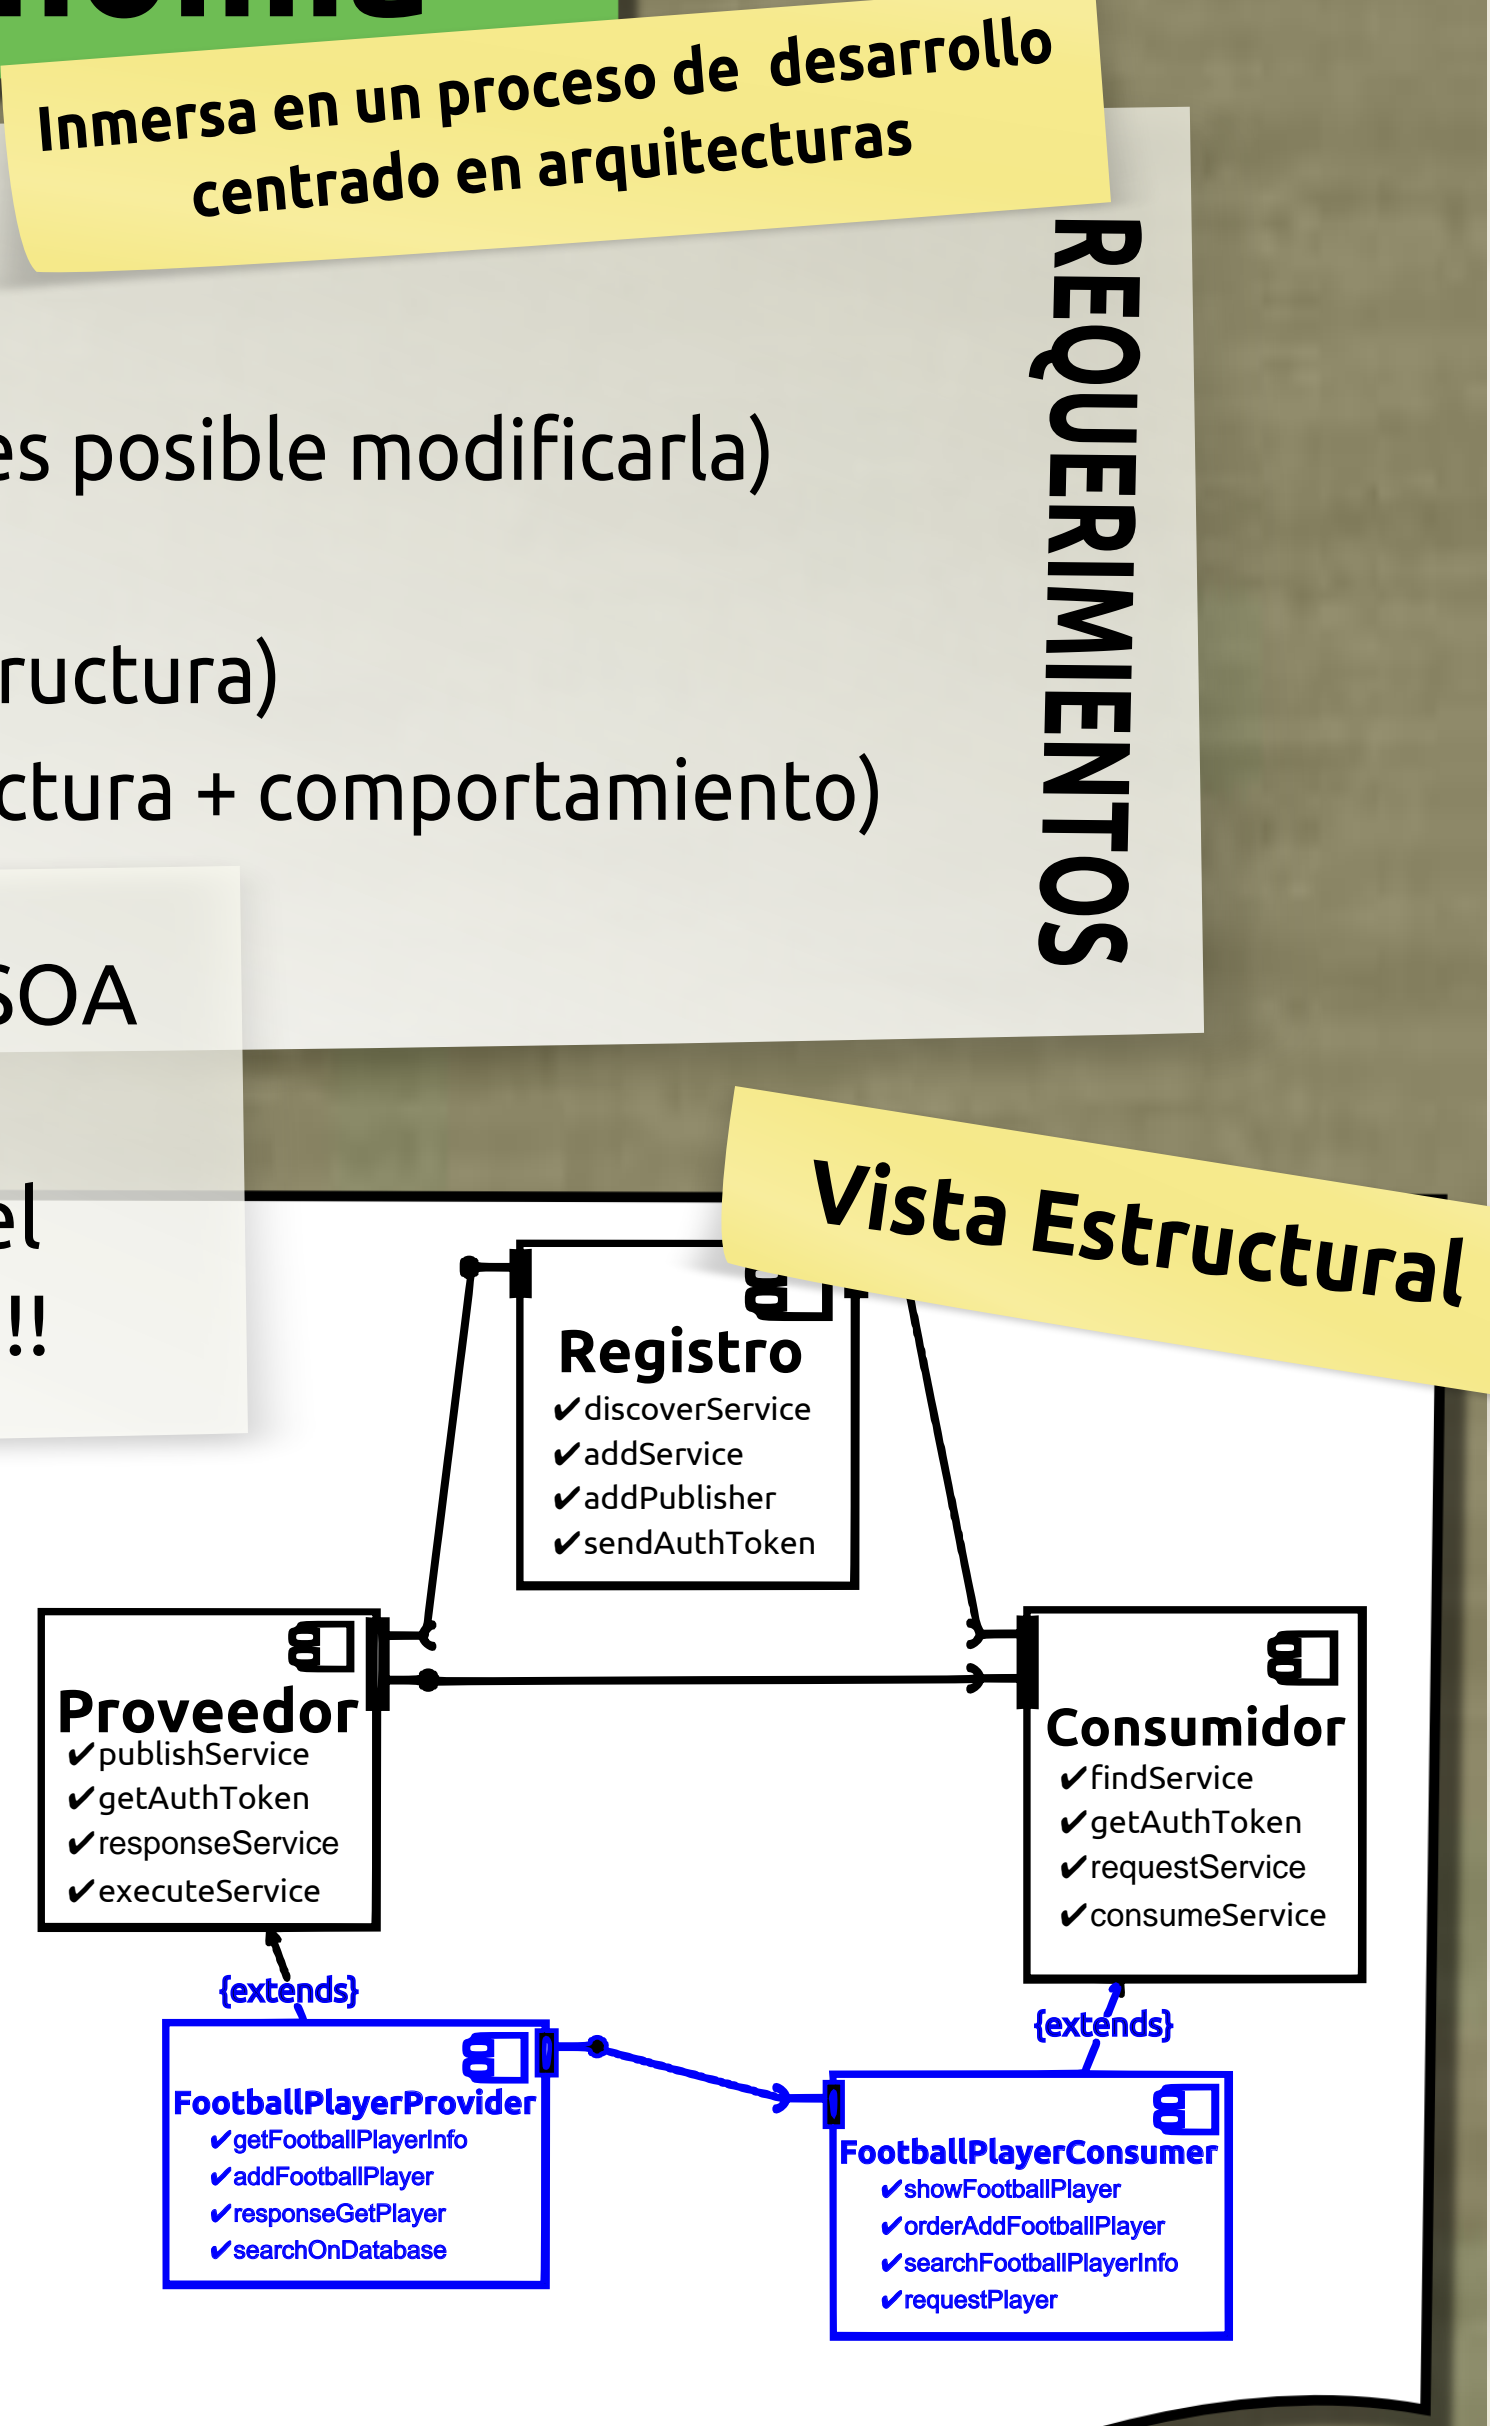 Inmersa en un proceso de desarrollo
centrado en arquitecturas
REQUERIMIENTOS
es posible modificarla)
ructura)
ctura + comportamiento)
SOA
el
!!
Vista Estructural
Registro
✔discoverService
✔addService
✔addPublisher
✔sendAuthToken
Proveedor
✔publishService
✔getAuthToken
✔responseService
✔executeService
Consumidor
✔findService
✔getAuthToken
✔requestService
✔consumeService
{extends}
{extends}
FootballPlayerProvider
✔getFootballPlayerInfo
✔addFootballPlayer
✔responseGetPlayer
✔searchOnDatabase
FootballPlayerConsumer
✔showFootballPlayer
✔orderAddFootballPlayer
✔searchFootballPlayerInfo
✔requestPlayer